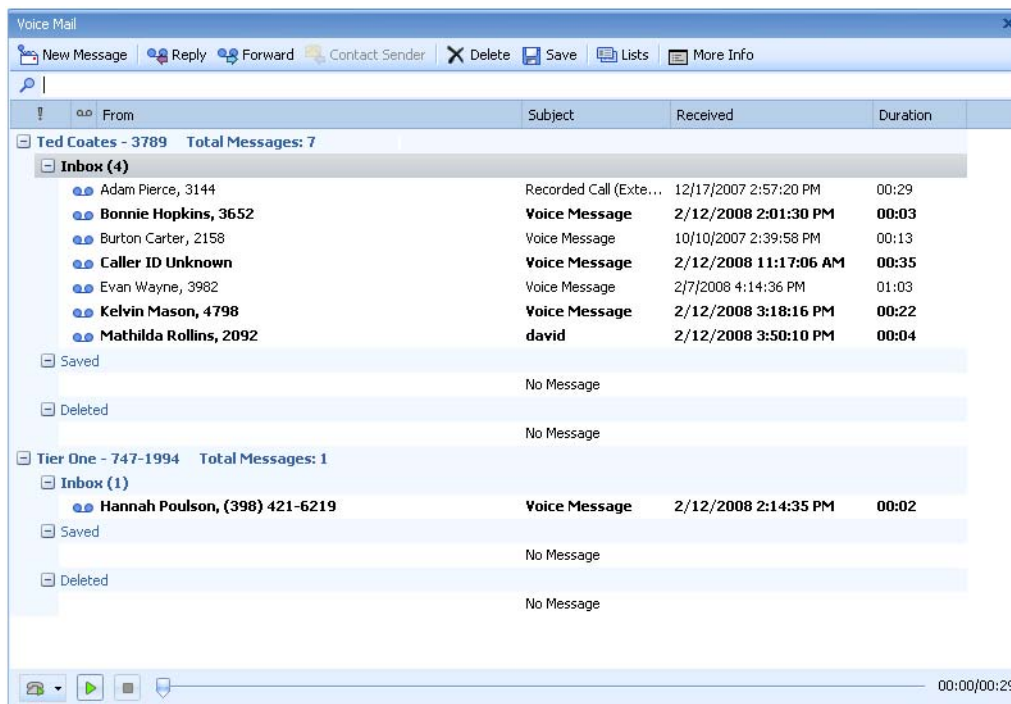 Voice Mail
New Message Reply Forward Contact Sender Delete Save Lists More Info
! From Subject Received Duration
Ted Coates - 3789 Total Messages: 7
Inbox (4)
Adam Pierce, 3144 Recorded Call (Exte... 12/17/2007 2:57:20 PM 00:29
Bonnie Hopkins, 3652 Voice Message 2/12/2008 2:01:30 PM 00:03
Burton Carter, 2158 Voice Message 10/10/2007 2:39:58 PM 00:13
Caller ID Unknown Voice Message 2/12/2008 11:17:06 AM 00:35
Evan Wayne, 3982 Voice Message 2/7/2008 4:14:36 PM 01:03
Kelvin Mason, 4798 Voice Message 2/12/2008 3:18:16 PM 00:22
Mathilda Rollins, 2092 david 2/12/2008 3:50:10 PM 00:04
Saved
No Message
Deleted
No Message
Tier One - 747-1994 Total Messages: 1
Inbox (1)
Hannah Poulson, (398) 421-6219 Voice Message 2/12/2008 2:14:35 PM 00:02
Saved
No Message
Deleted
No Message
00:00/00:29